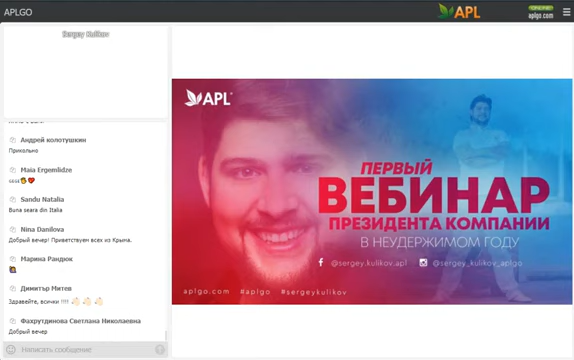 APLGO
APL
ONLINE
aplgo.com
Sergey Kulikov
Андрей колотушкин
Прикольно
Maia Ergemlidze
Sandu Natalia
Buna seara din Italia
Nina Danilova
Добрый вечер! Приветствуем всех из Крыма.
Марина Рандюк
Димитър Митев
Здравейте, всички !!!!
Фахрутдинова Светлана Николаевна
Добрый вечер
Написать сообщение
APL
ПЕРВЫЙ
ВЕБИНАР
ПРЕЗИДЕНТА КОМПАНИИ
В НЕУДЕРЖИМОМ ГОДУ
@sergey.kulikov.apl @sergey_kulikov_aplgo
aplgo.com #aplgo #sergeykulikov